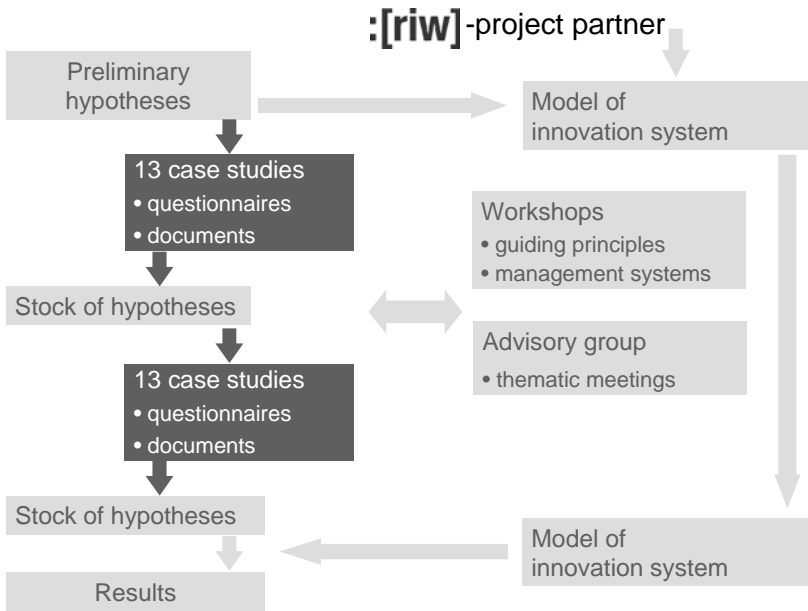 :[riw] -project partner
Preliminary
hypotheses
Model of
innovation system
13 case studies
• questionnaires
• documents
Workshops
• guiding principles
• management systems
Stock of hypotheses
Advisory group
• thematic meetings
13 case studies
• questionnaires
• documents
Stock of hypotheses
Model of
innovation system
Results